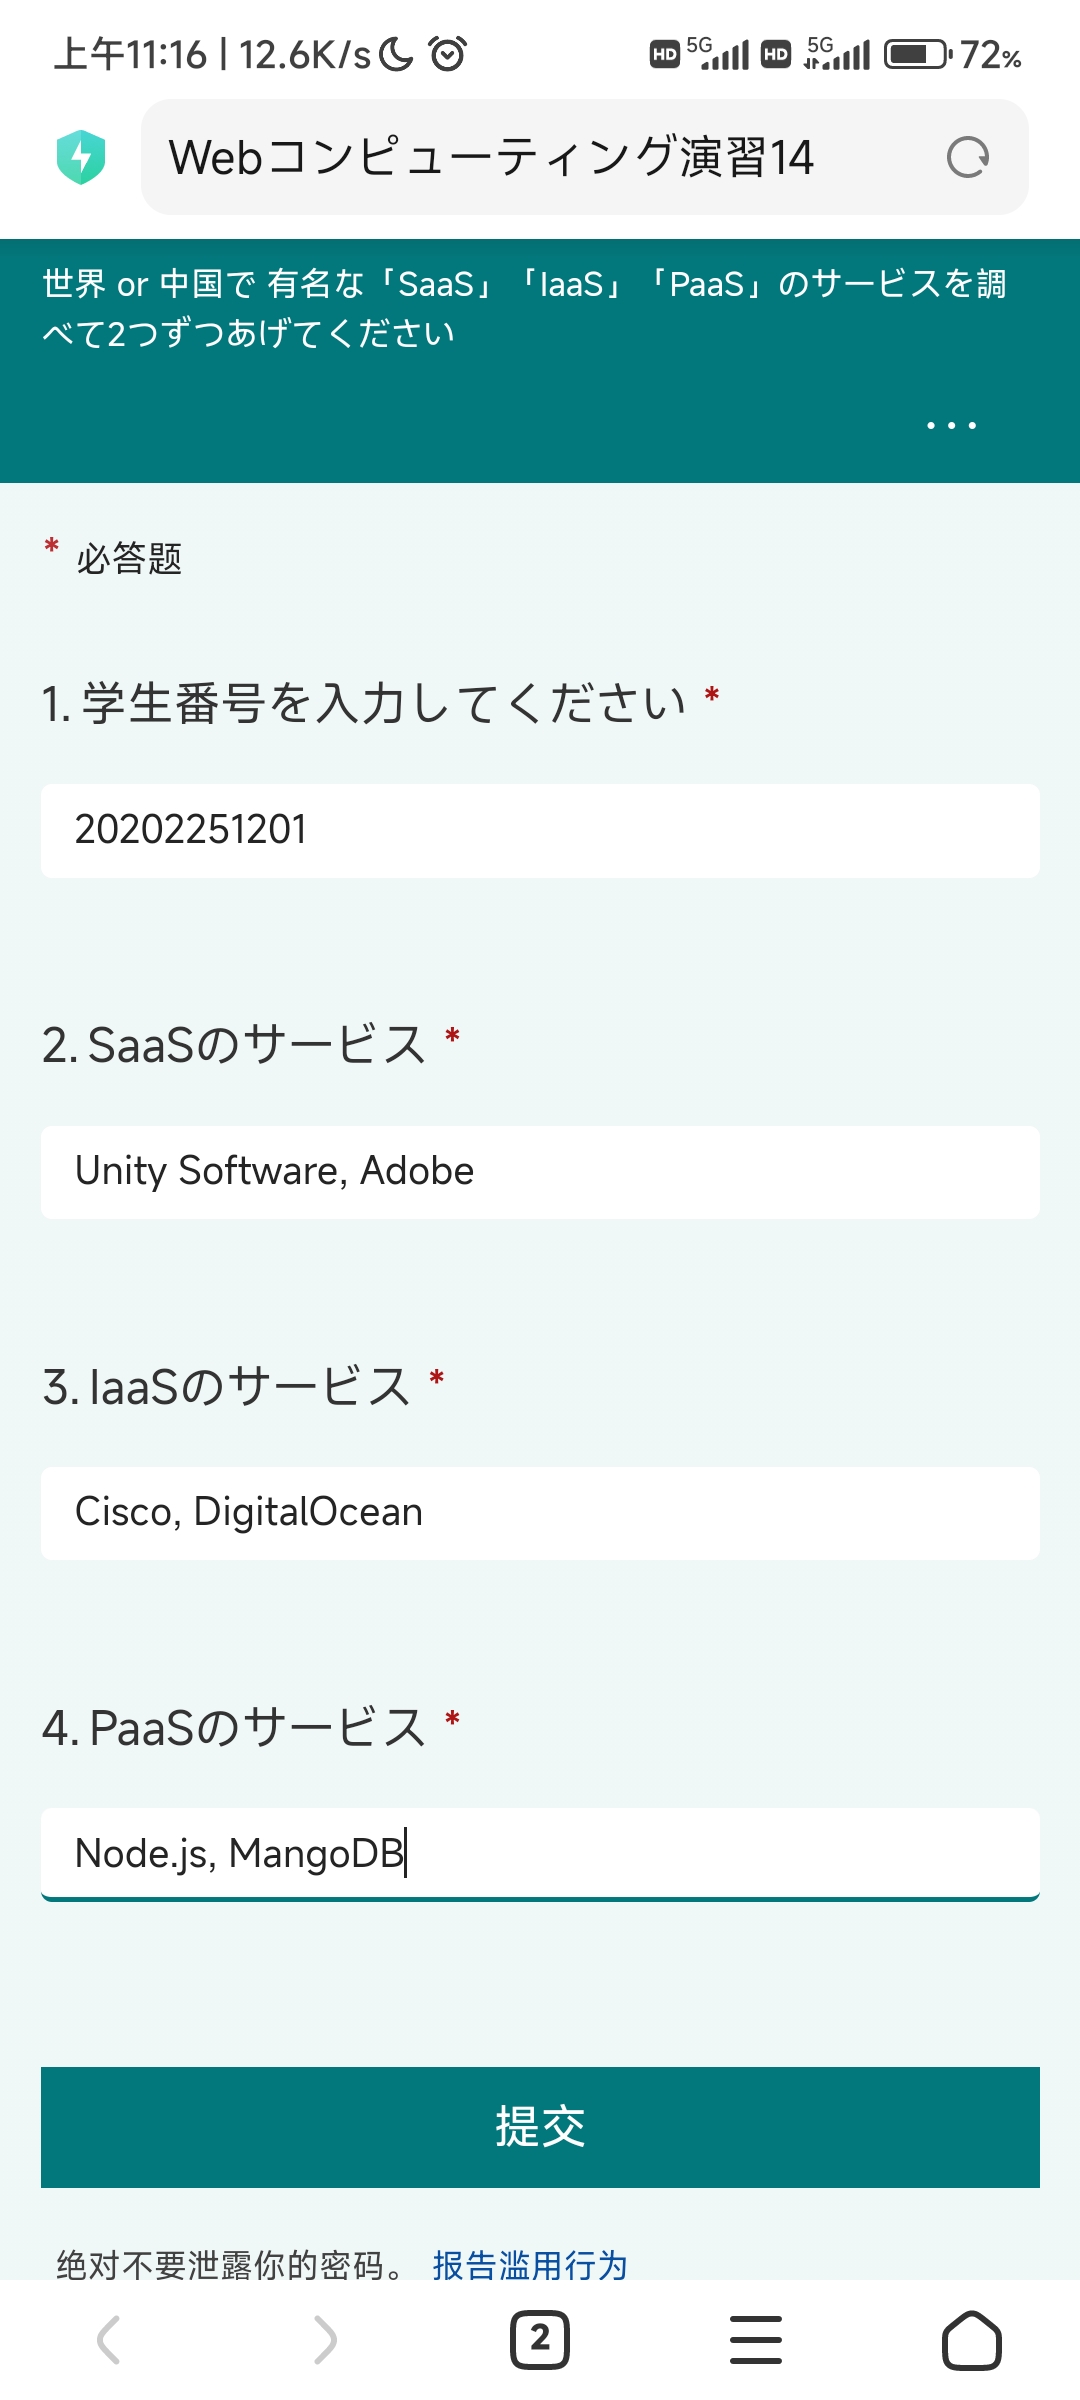 上午11:16 | 12.6K/s HD 5G HD 5G 72%
Webコンピューティング演習14
世界 or 中国で 有名な「SaaS」「IaaS」「PaaS」のサービスを調
べて2つずつあげてください
...
* 必答题
1. 学生番号を入力してください *
20202251201
2. SaaSのサービス *
Unity Software, Adobe
3. IaaSのサービス *
Cisco, DigitalOcean
4. PaaSのサービス *
Node.js, MangoDB
提交
绝对不要泄露你的密码。 报告滥用行为
2